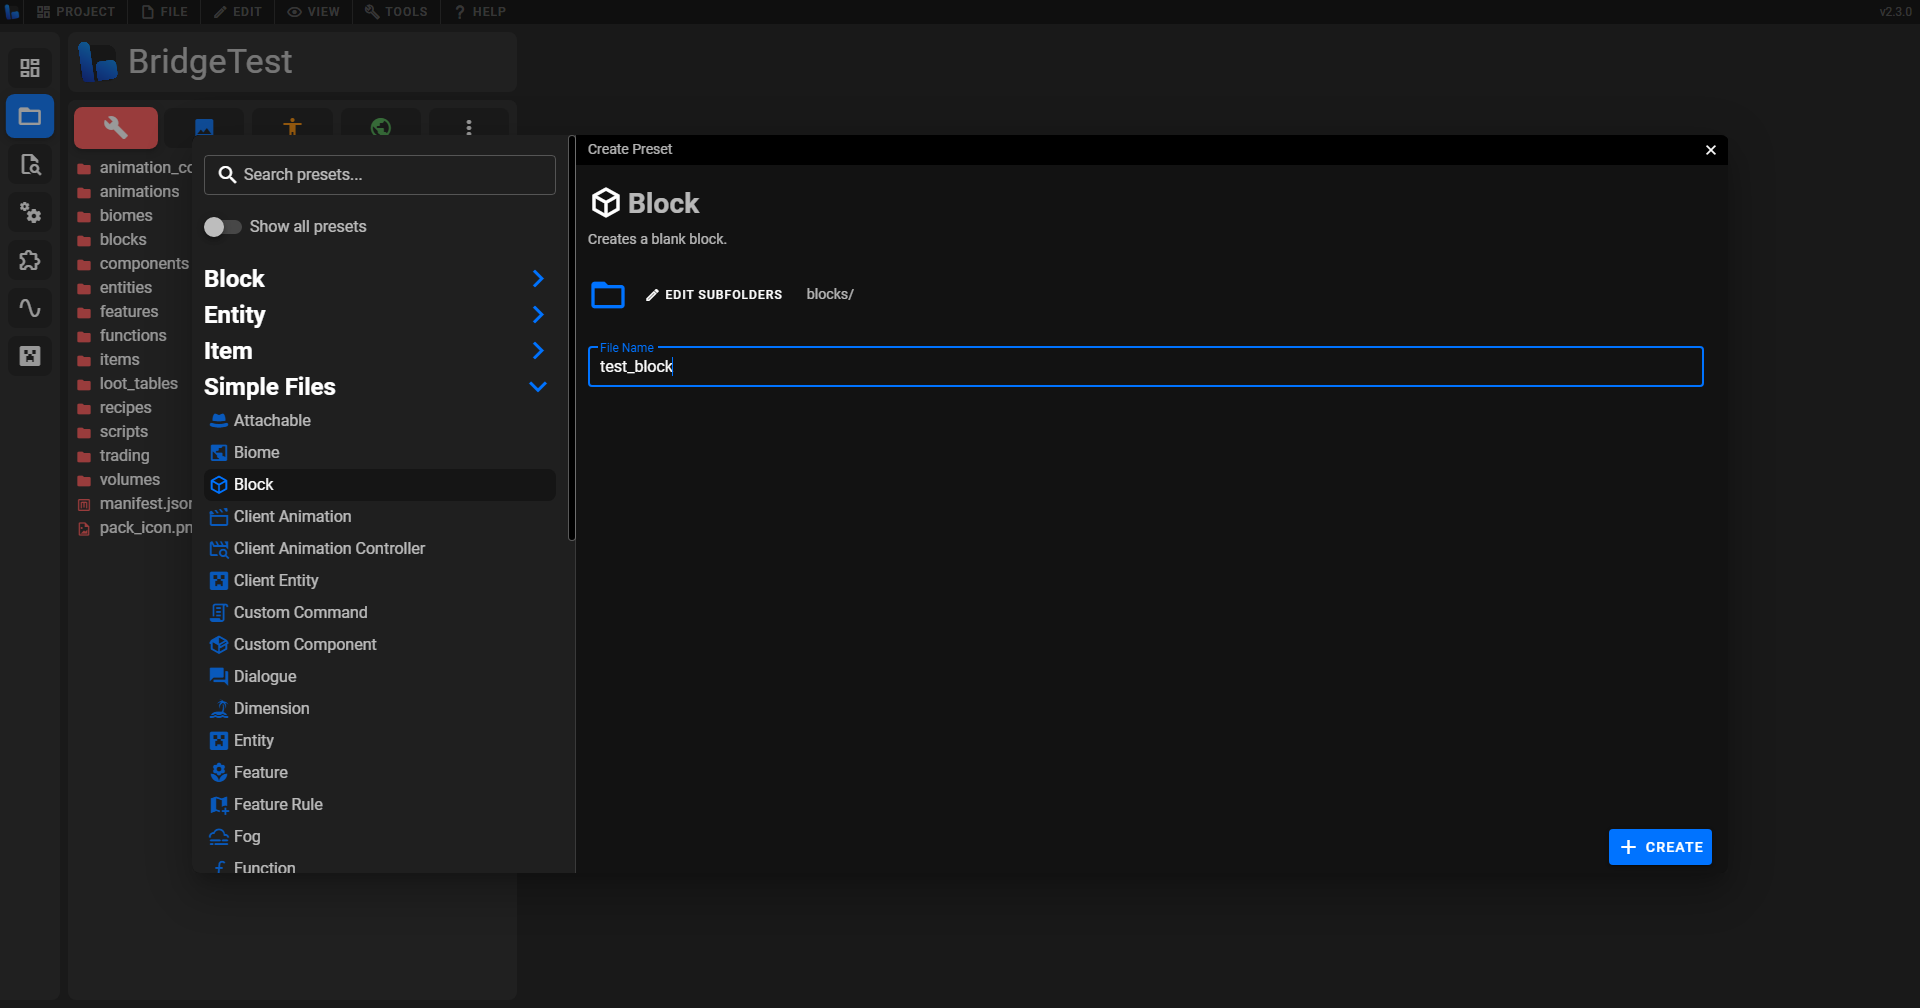 PROJECT FILE EDIT VIEW TOOLS HELP v2.3.0
BridgeTest
animation_cc
animations
biomes
blocks
components
entities
features
functions
items
loot_tables
recipes
scripts
trading
volumes
manifest.json
pack_icon.pn
Search presets...
Show all presets
Block
Entity
Item
Simple Files
Attachable
Biome
Block
Client Animation
Client Animation Controller
Client Entity
Custom Command
Custom Component
Dialogue
Dimension
Entity
Feature
Feature Rule
Fog
Function
Create Preset
Block
Creates a blank block.
EDIT SUBFOLDERS blocks/
File Name
test_block
CREATE